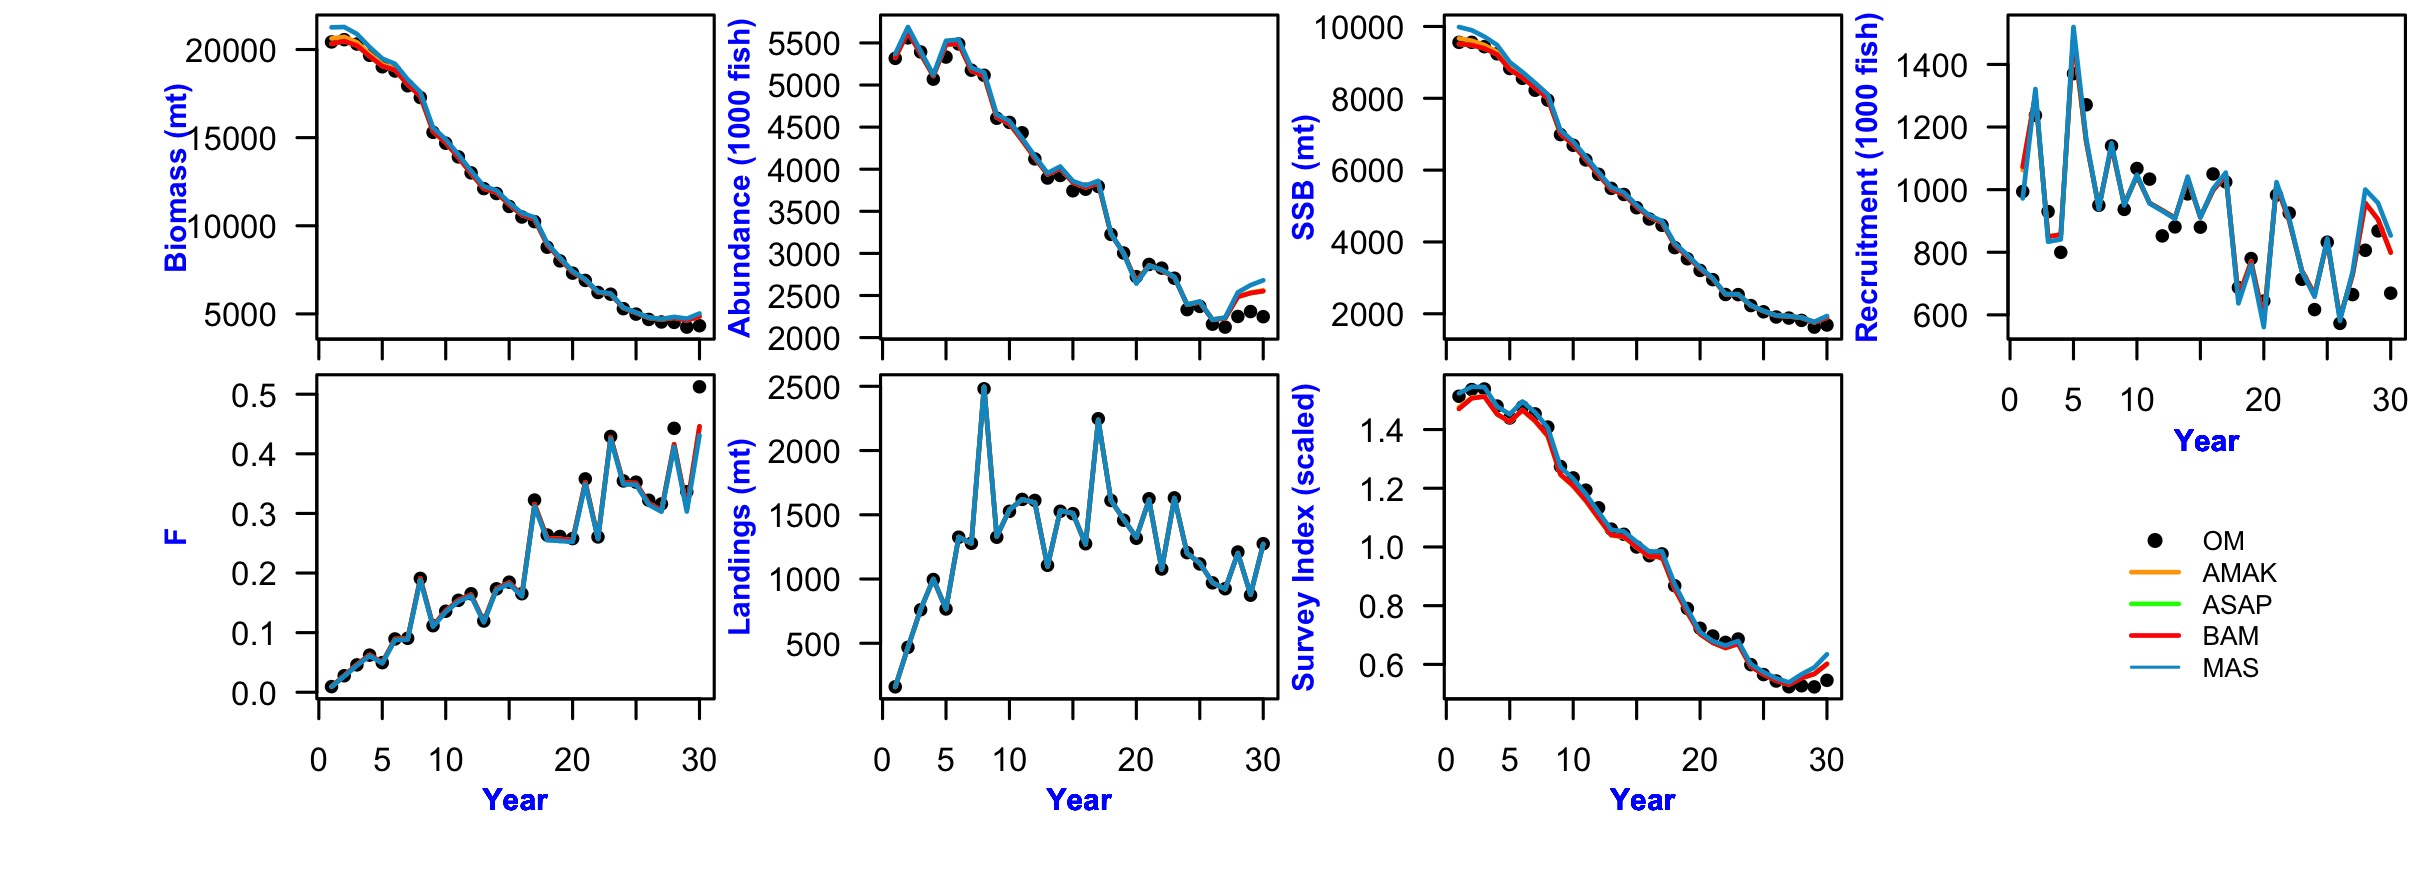 Biomass (mt)
20000
15000
10000
5000
Abundance (1000 fish)
5500
5000
4500
4000
3500
3000
2500
2000
SSB (mt)
10000
8000
6000
4000
2000
Recruitment (1000 fish)
1400
1200
1000
800
600
0 5 10 20 30
Year
F
0.5
0.4
0.3
0.2
0.1
0.0
0 5 10 20 30
Year
Landings (mt)
2500
2000
1500
1000
500
0 5 10 20 30
Year
Survey Index (scaled)
1.4
1.2
1.0
0.8
0.6
0 5 10 20 30
Year
OM
AMAK
ASAP
BAM
MAS